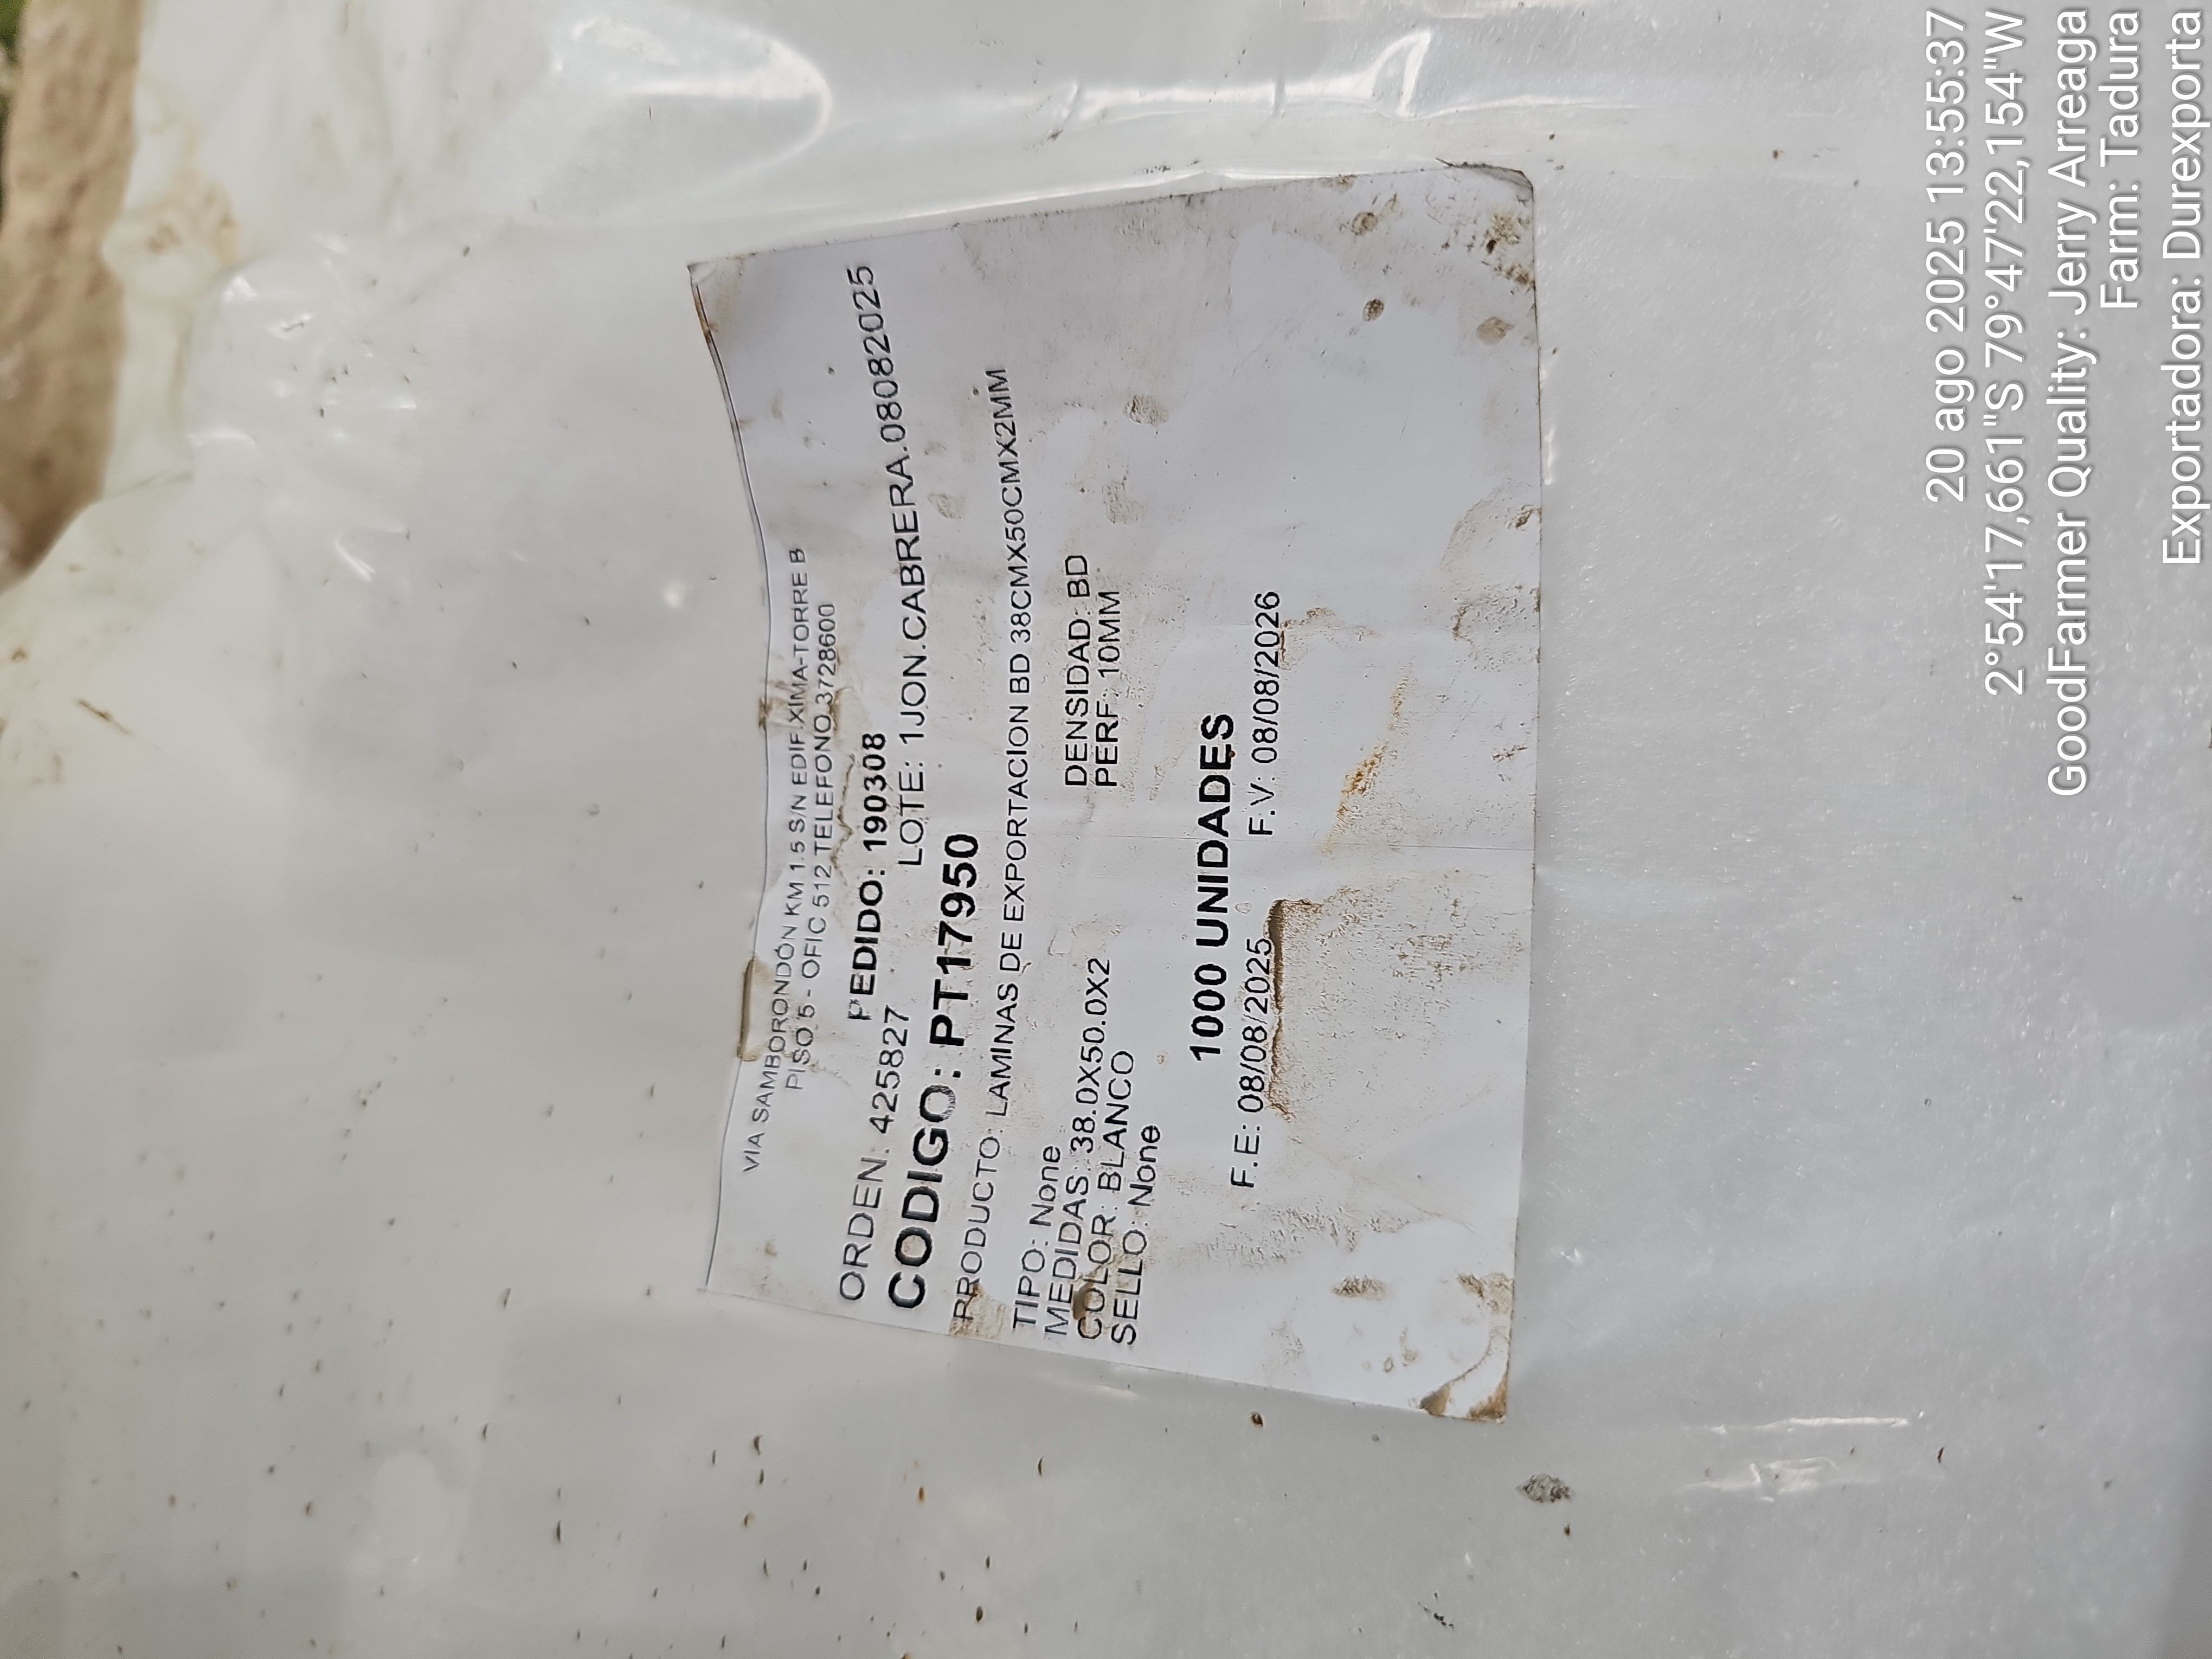 VÍA SAMBORONDÓN KM 1.5 S/N EDIF.XIMA-TORRE B
PISO 5 - OFIC 512 TELEFONO 3728600
PEDIDO: 190308
ORDEN: 425827
LOTE: 1JON.CABRERA.08082025
CODIGO: PT17950
PRODUCTO: LAMINAS DE EXPORTACION BD 38CMX50CMX2MM
TIPO: None
MEDIDAS: 38.0X50.0X2 DENSIDAD: BD
COLOR: BLANCO PERF: 10MM
SELLO: None
1000 UNIDADES
F.E: 08/08/2025 F.V: 08/08/2026
20 ago 2025 13:55:37
2°54'17,661"S 79°47'22,154"W
GoodFarmer Quality: Jerry Arreaga
Farm: Tadura
Exportadora: Durexporta